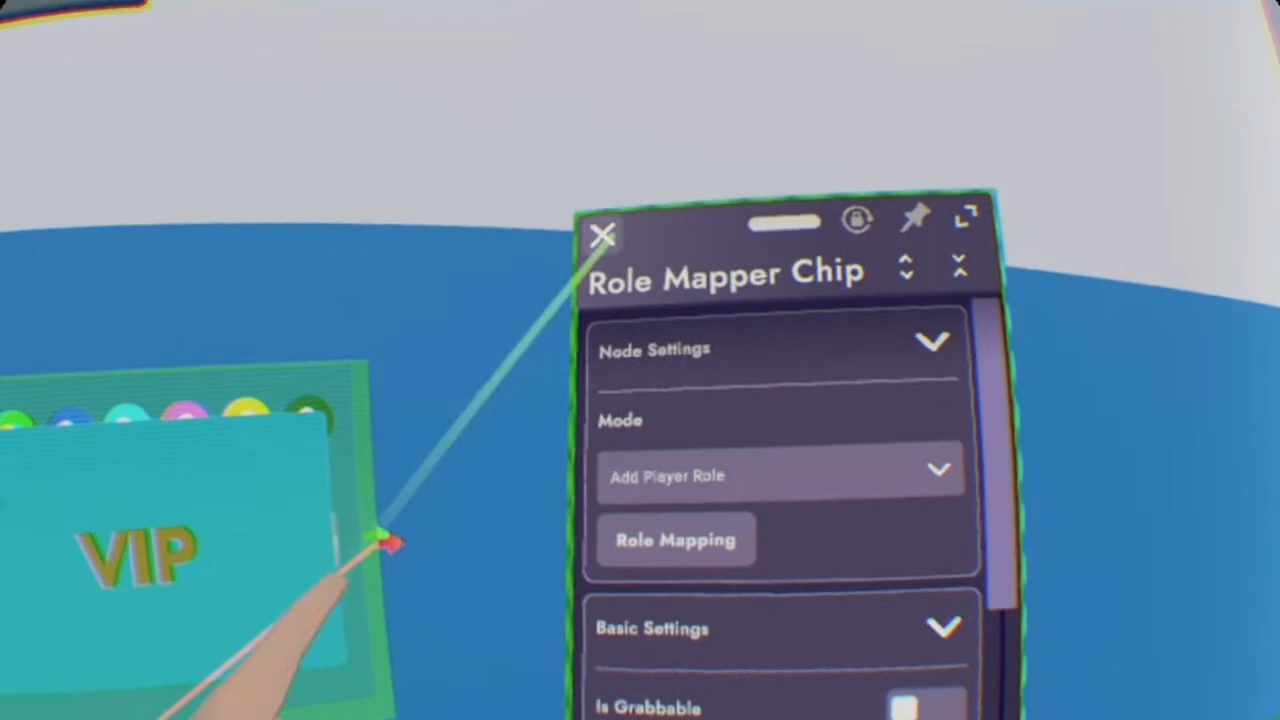 Role Mapper Chip
Node Settings
Mode
Add Player Role
Role Mapping
Basic Settings
Is Grabbable
VIP